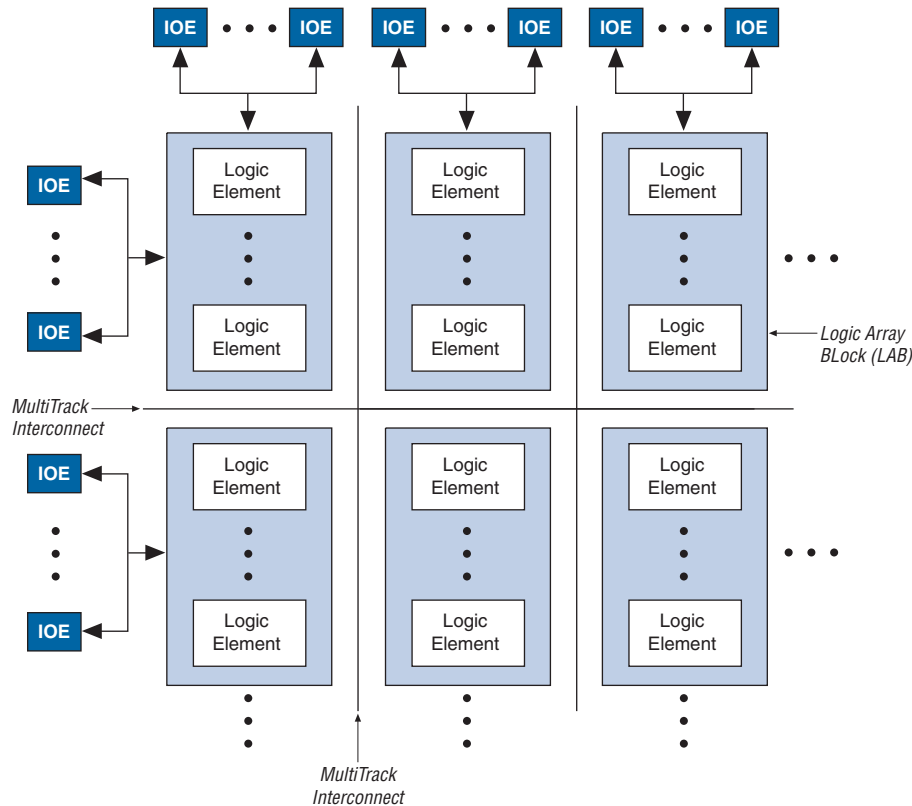 IOE IOE IOE IOE IOE IOE
Logic Element
Logic Element
Logic Element
IOE
IOE
Logic Element
Logic Element
Logic Element
Logic Array
BLock (LAB)
MultiTrack
Interconnect
Logic Element
Logic Element
Logic Element
IOE
IOE
Logic Element
Logic Element
Logic Element
MultiTrack
Interconnect